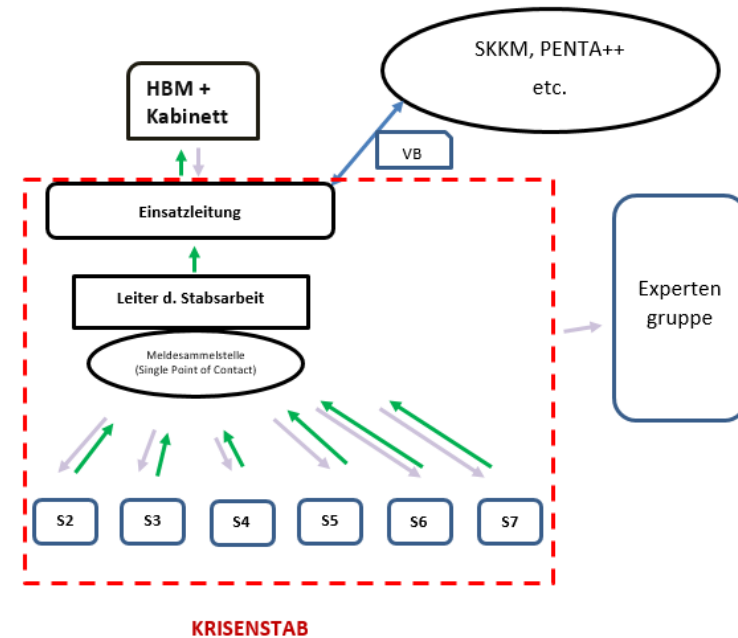 SKKM, PENTA++
etc.
HBM +
Kabinett
VB
Einsatzleitung
Leiter d. Stabsarbeit
Meldesammelstelle
(Single Point of Contact)
Experten
gruppe
S2
S3
S4
S5
S6
S7
KRISENSTAB